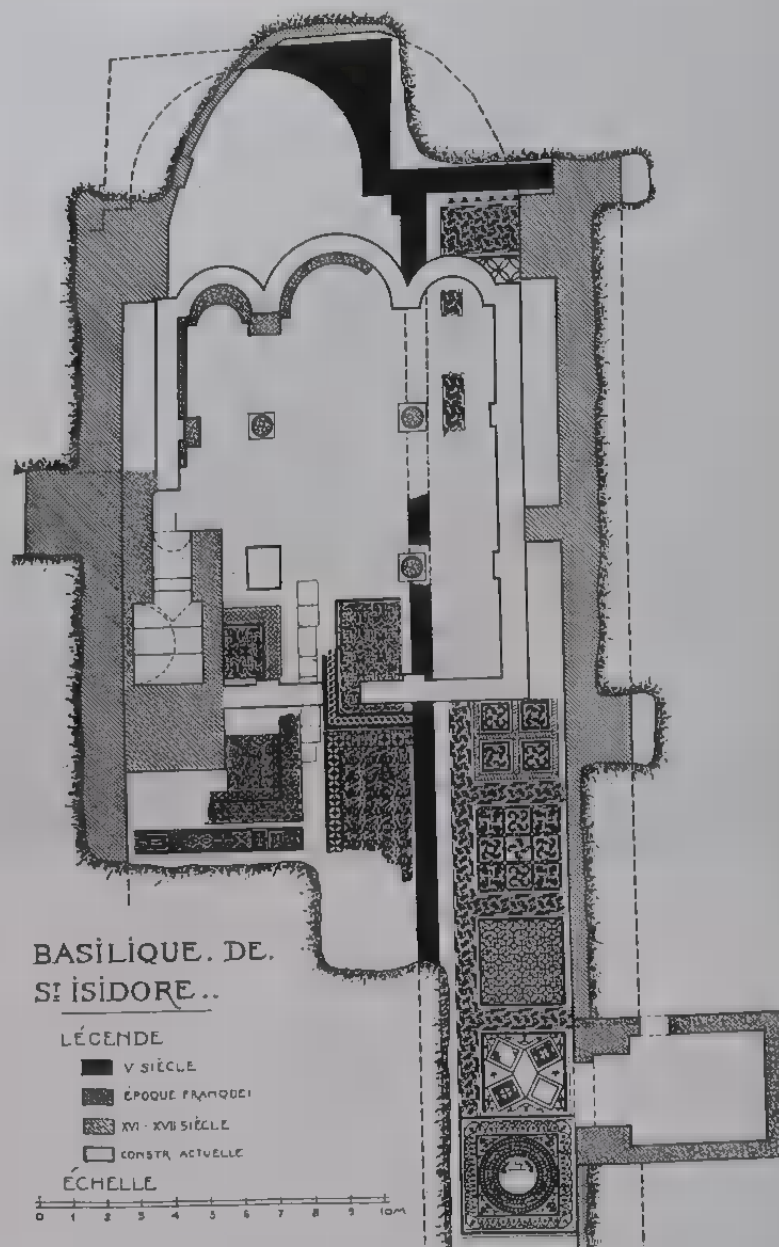 BASILIQUE. DE.
Sᵀ ISIDORE..
LÉGENDE
V SIÈCLE
ÉPOQUE FRANQUE
XVI - XVII SIÈCLE
CONSTR. ACTUELLE
ÉCHELLE
0 1 2 3 4 5 6 7 8 9 10M